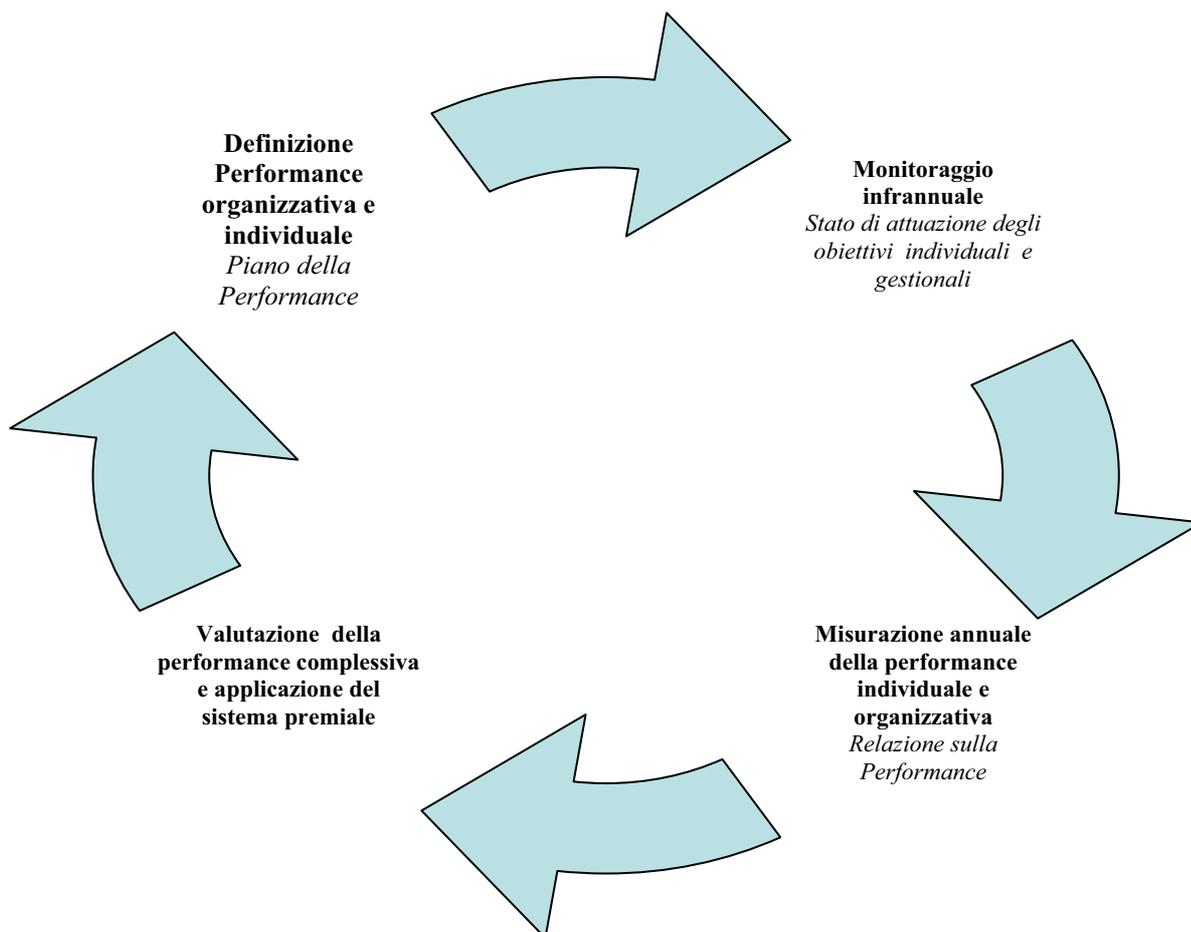 Definizione
Performance
organizzativa e
individuale
Piano della
Performance
Monitoraggio
infrannuale
Stato di attuazione degli
obiettivi individuali e
gestionali
Misurazione annuale
della performance
individuale e
organizzativa
Relazione sulla
Performance
Valutazione della
performance complessiva
e applicazione del
sistema premiale